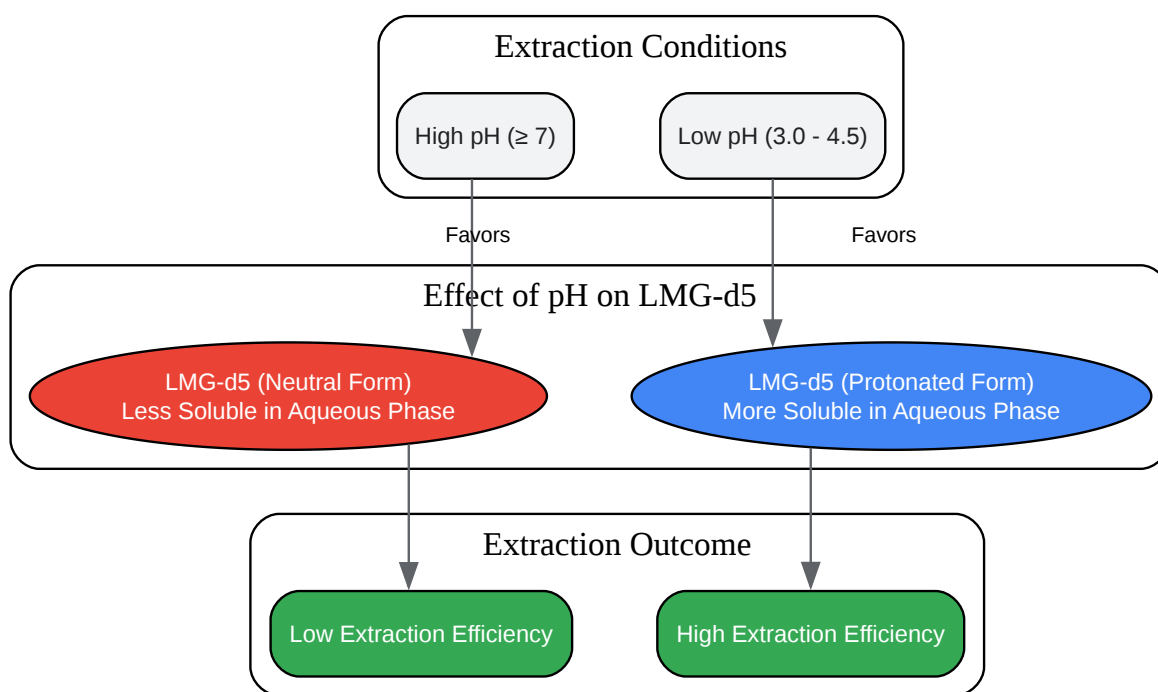 Extraction Conditions
High pH (≥ 7)
Low pH (3.0 - 4.5)
Favors
Favors
Effect of pH on LMG-d5
LMG-d5 (Neutral Form)
Less Soluble in Aqueous Phase
LMG-d5 (Protonated Form)
More Soluble in Aqueous Phase
Extraction Outcome
Low Extraction Efficiency
High Extraction Efficiency